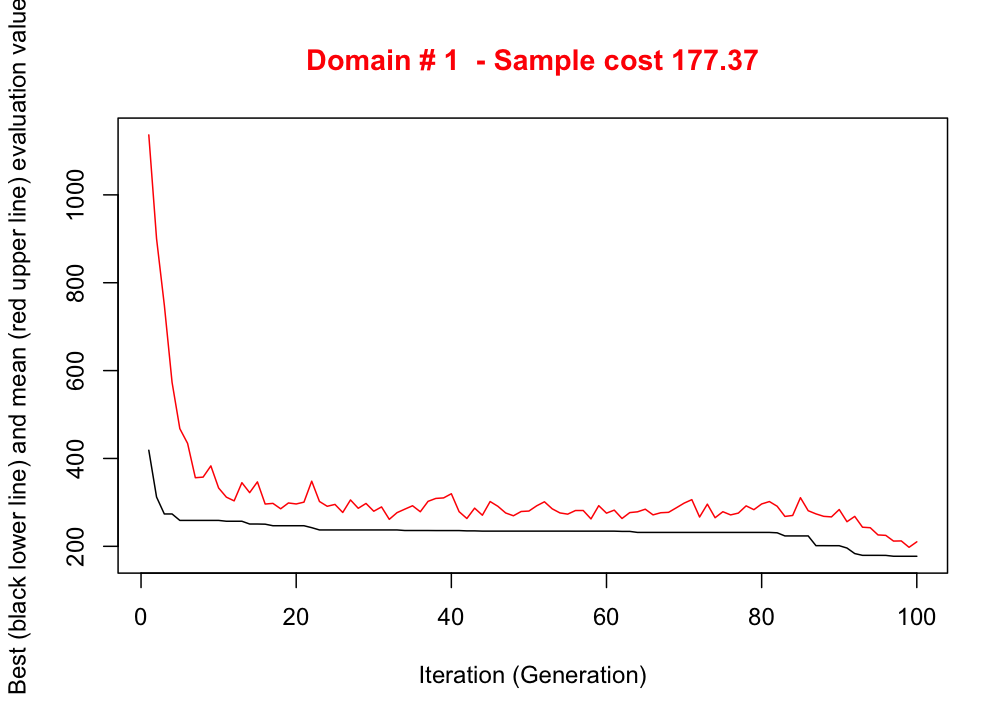 Domain # 1  - Sample cost 177.37
Best (black lower line) and mean (red upper line) evaluation value
1000
800
600
400
200
0 20 40 60 80 100
Iteration (Generation)